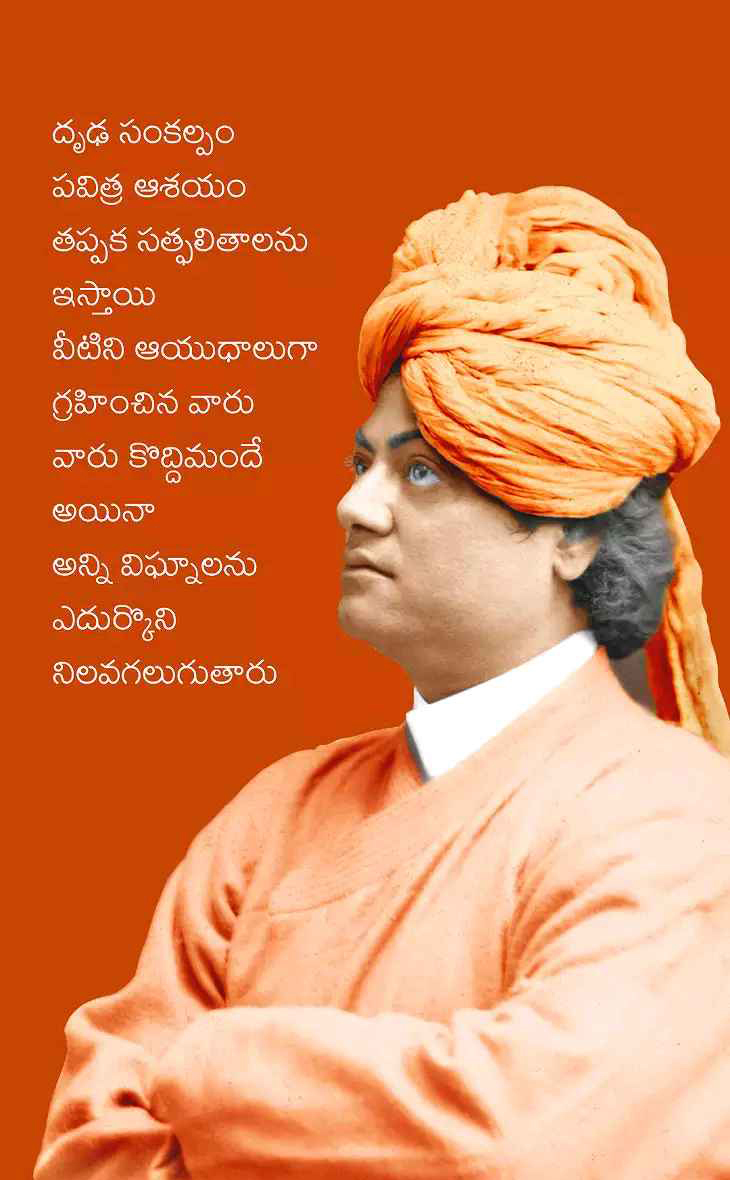 దృఢ సంకల్పం
పవిత్ర ఆశయం
తప్పక సత్ఫలితాలను
ఇస్తాయి
వీటిని ఆయుధాలుగా
గ్రహించిన వారు
వారు కొద్దిమందే
అయినా
అన్ని విఘ్నాలను
ఎదుర్కొని
నిలవగలుగుతారు